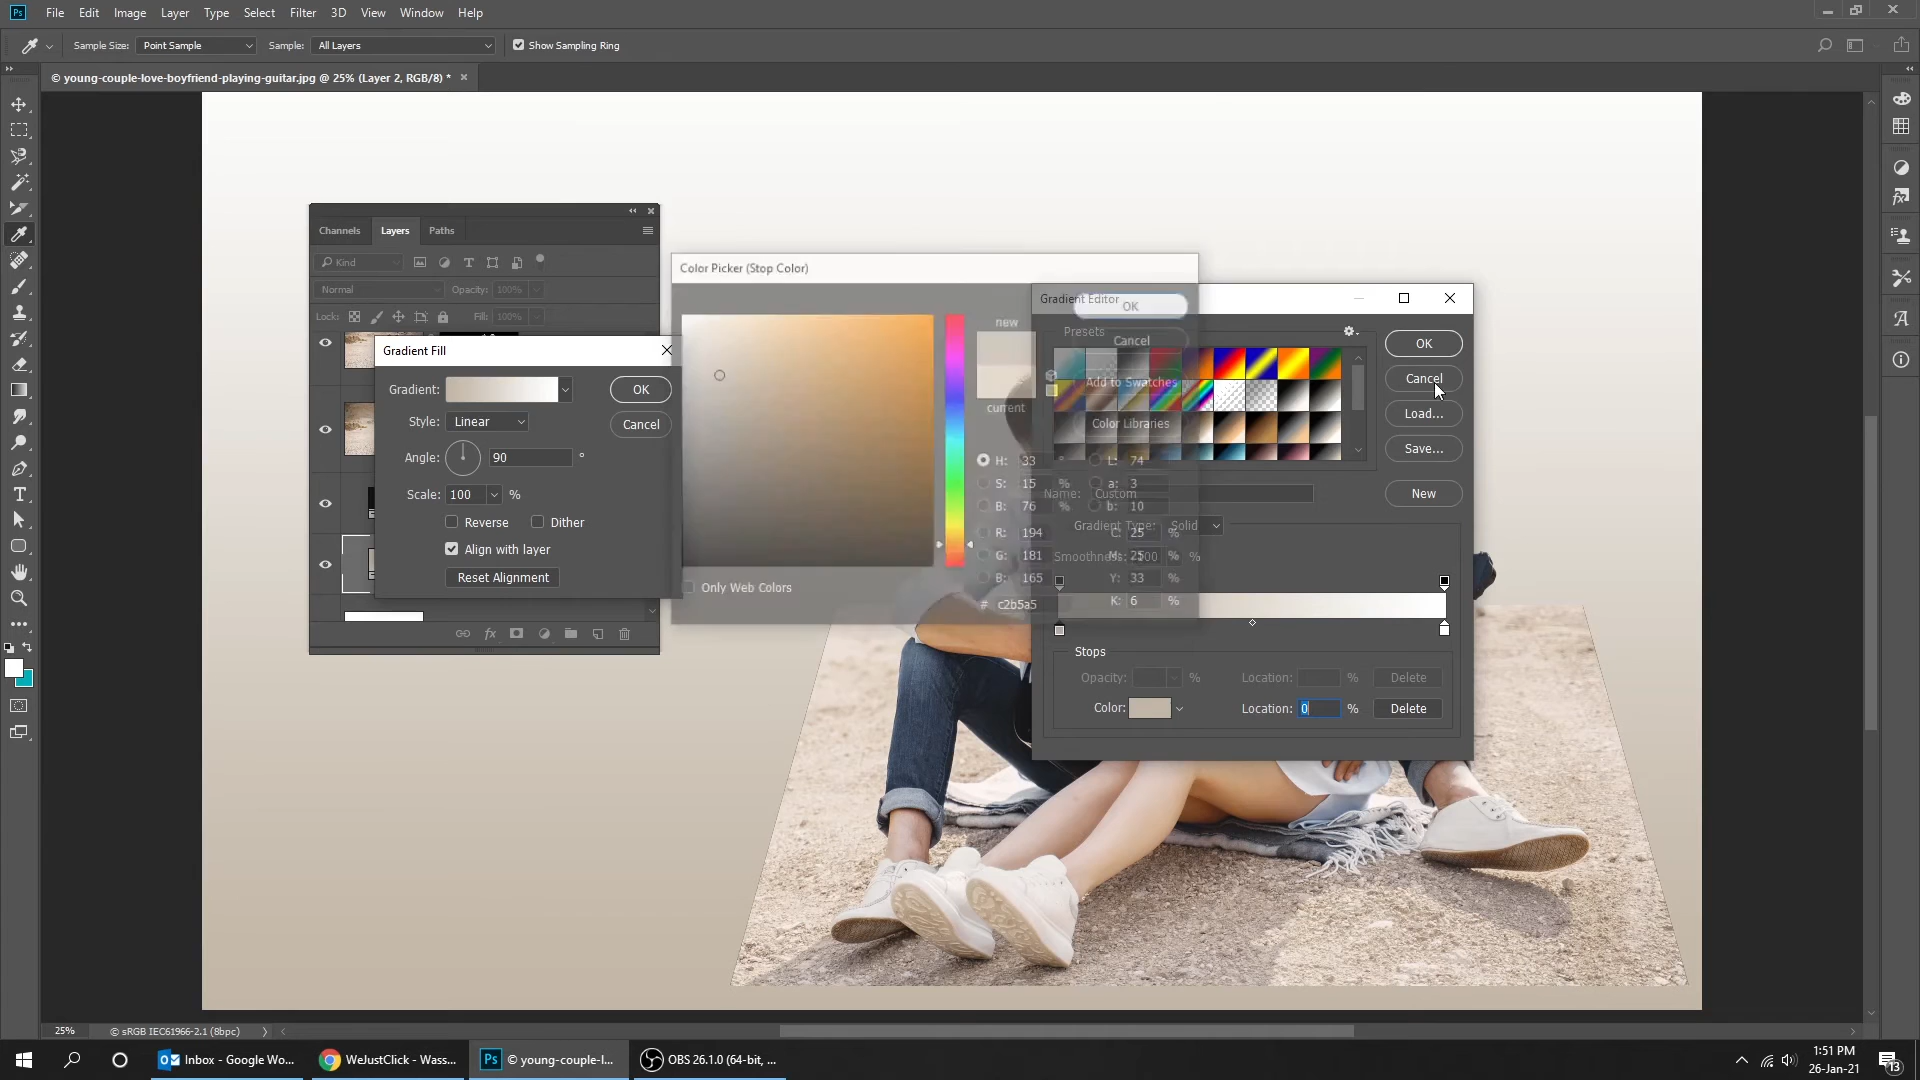 Ps File Edit Image Layer Type Select Filter 3D View Window Help
Sample Size: Point Sample Sample: All Layers Show Sampling Ring
© young-couple-love-boyfriend-playing-guitar.jpg @ 25% (Layer 2, RGB/8) *
Channels Layers Paths
Kind
Normal Opacity: 100%
Lock: Fill: 100%
Gradient Fill
Gradient: OK
Style: Linear Cancel
Angle: 90 °
Scale: 100 %
Reverse Dither
Align with layer
Reset Alignment
fx
Color Picker (Stop Color)
new
current
OK
Cancel
Add to Swatches
Color Libraries
H: 33 L: 74
S: 15 % a: 3
B: 76 % b: 10
R: 194 C: 25 %
G: 181 M: 25 %
B: 165 Y: 33 %
# c2b5a5 K: 6 %
Only Web Colors
Gradient Editor
Presets
OK
Cancel
Load...
Save...
Name: Custom New
Gradient Type: Solid
Smoothness: 100 %
Stops
Opacity: % Location: % Delete
Color: Location: 0 % Delete
25% © sRGB IEC61966-2.1 (8bpc)
Inbox - Google Wo... WeJustClick - Wass... Ps © young-couple-l... OBS 26.1.0 (64-bit, ...
1:51 PM
26-Jan-21
13